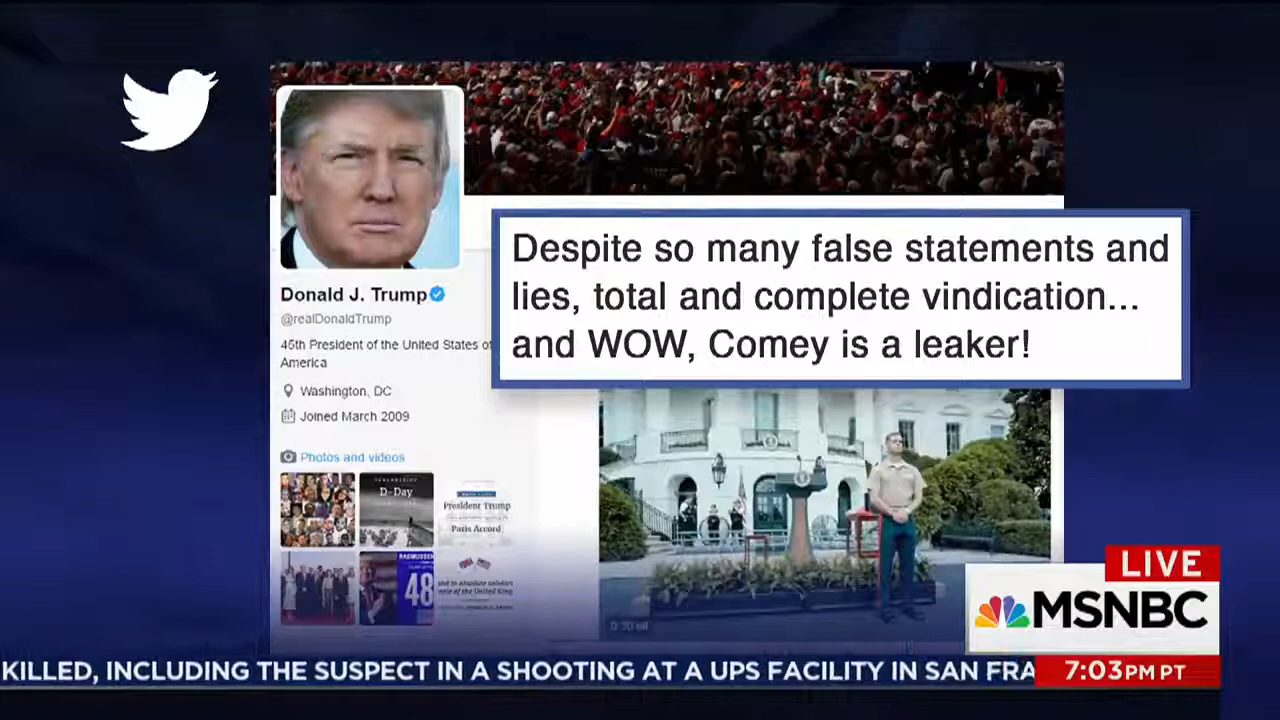 Despite so many false statements and
lies, total and complete vindication...
and WOW, Comey is a leaker!
Donald J. Trump
@realDonaldTrump
45th President of the United States of
America
Washington, DC
Joined March 2009
Photos and videos
D-Day
President Trump
Paris Accord
RASMUSSEN
48
LIVE
MSNBC
KILLED, INCLUDING THE SUSPECT IN A SHOOTING AT A UPS FACILITY IN SAN FRA
7:03 PM PT